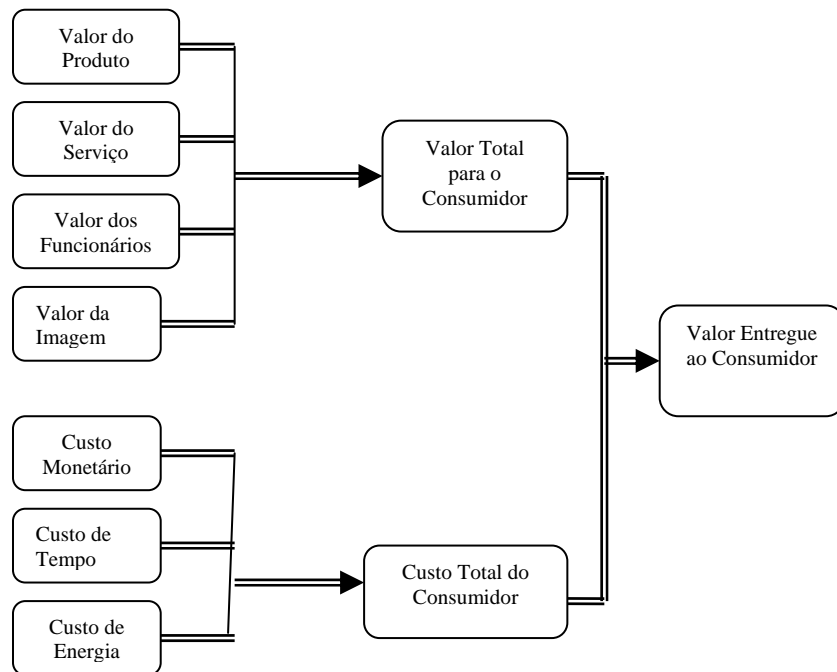 Valor do
Produto
Valor do
Serviço
Valor dos
Funcionários
Valor da
Imagem
Valor Total
para o
Consumidor
Valor Entregue
ao Consumidor
Custo
Monetário
Custo de
Tempo
Custo de
Energia
Custo Total do
Consumidor